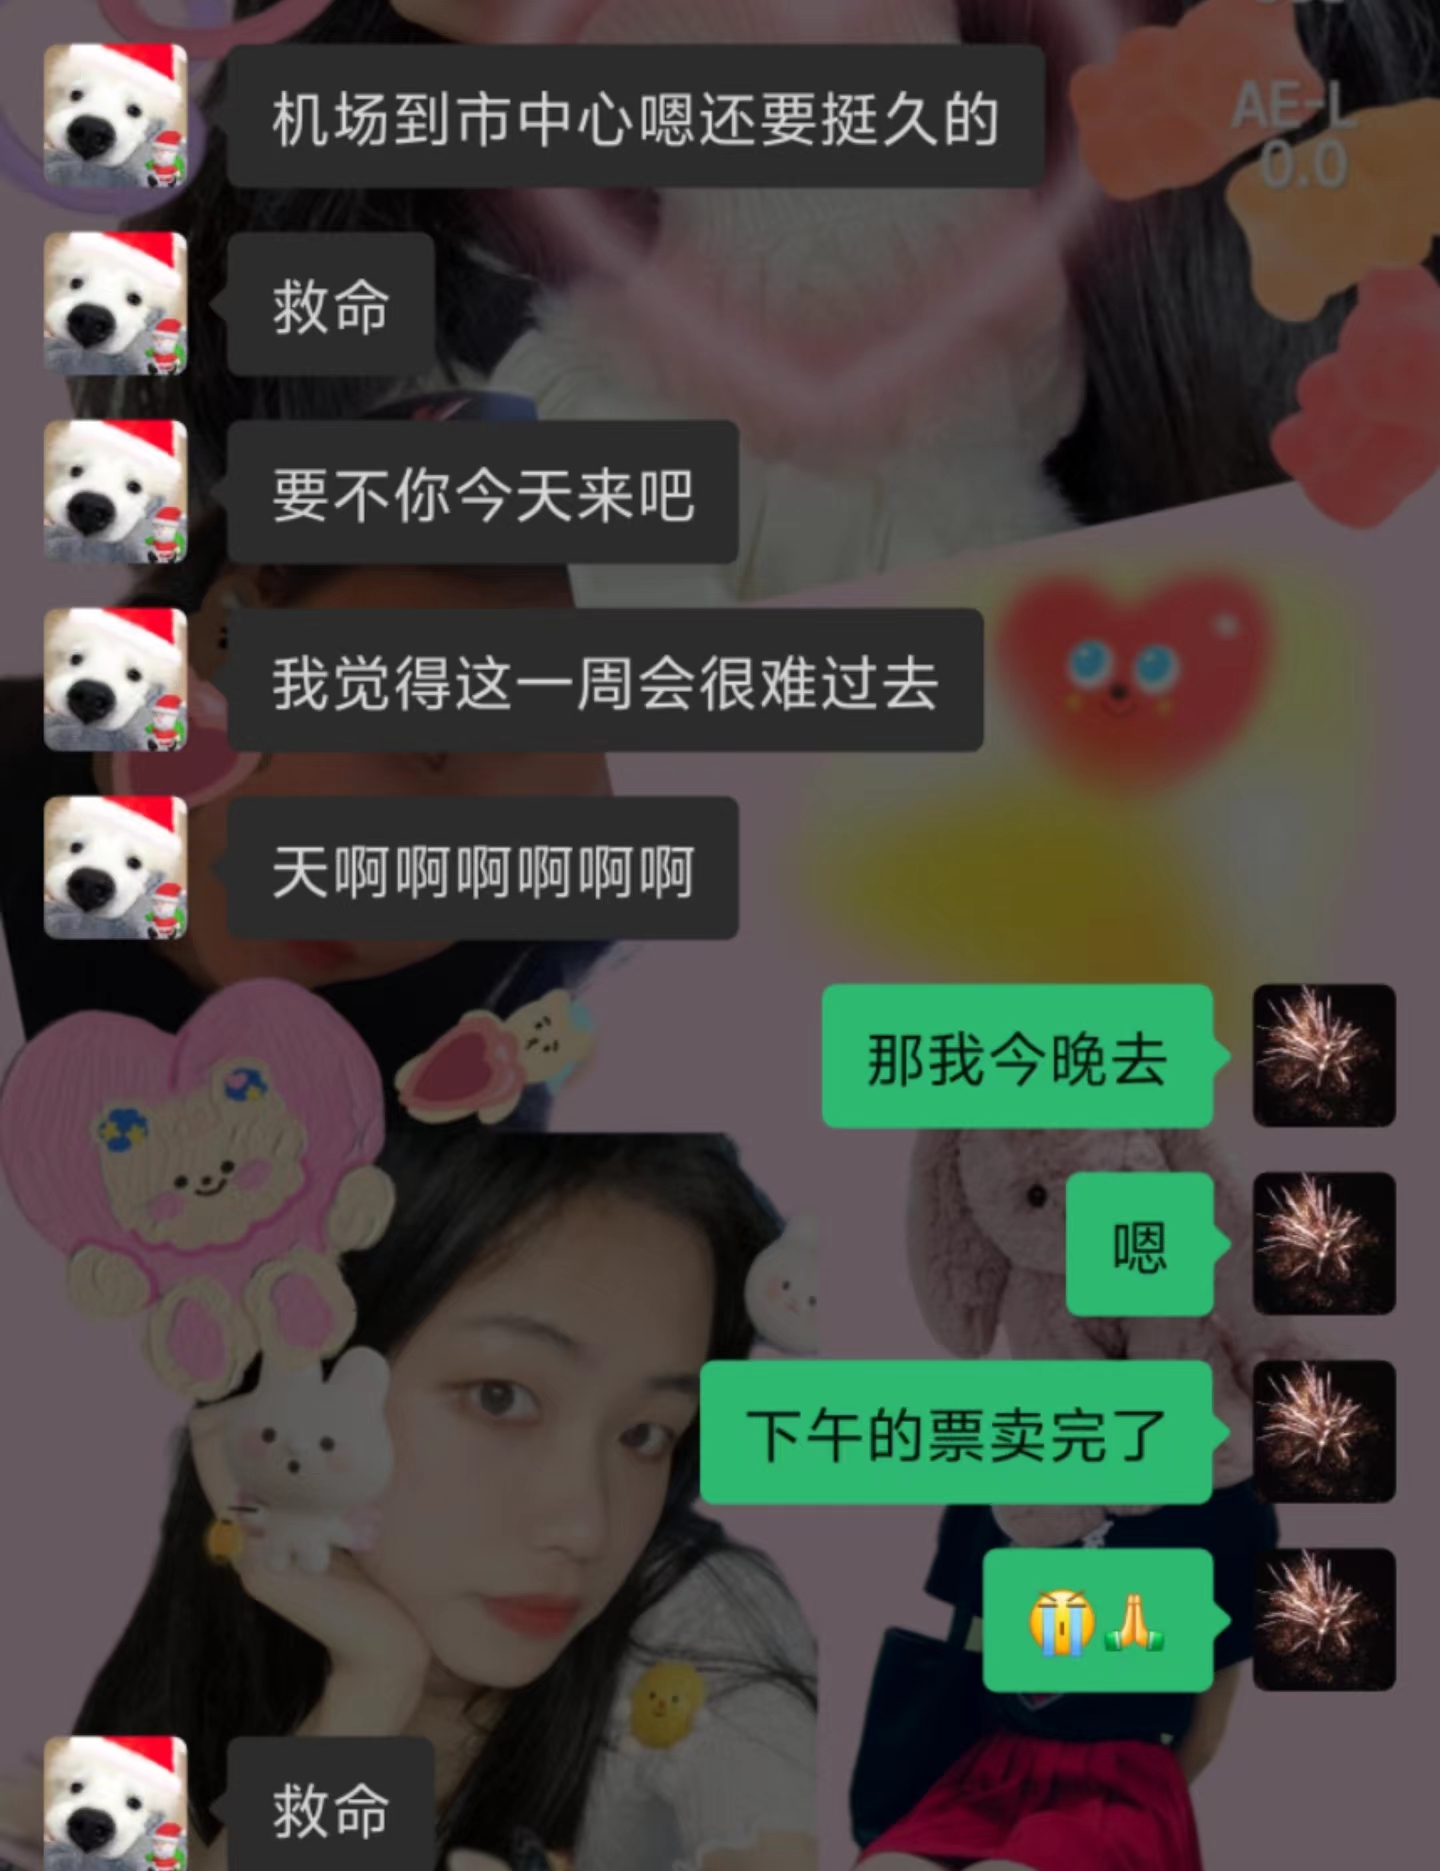 AE-L
0.0
机场到市中心嗯还要挺久的
救命
要不你今天来吧
我觉得这一周会很难过去
天啊啊啊啊啊啊
那我今晚去
嗯
下午的票卖完了
😭🙏
救命